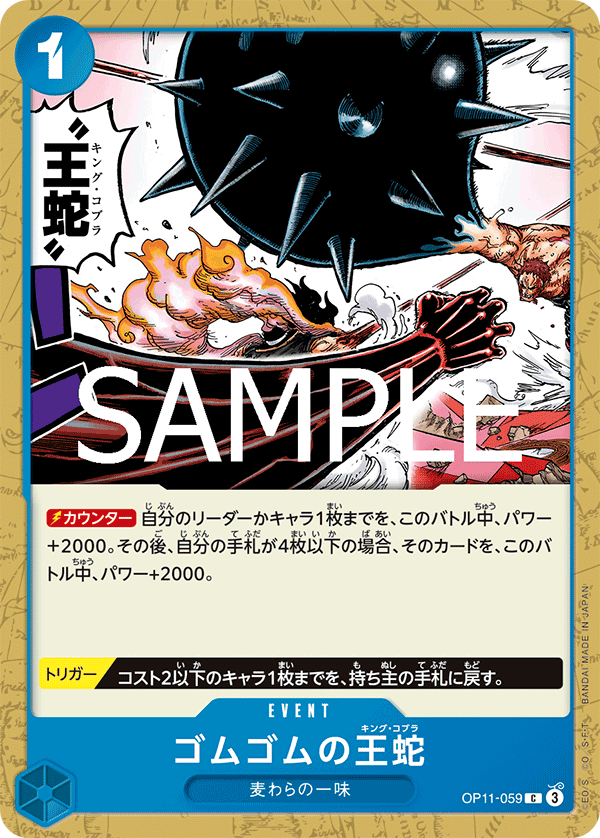 1
"王蛇"
キング・コブラ
SAMPLE
カウンター 自分のリーダーかキャラ1枚までを、このバトル中、パワー
+2000。その後、自分の手札が4枚以下の場合、そのカードを、このバ
トル中、パワー+2000。
トリガー コスト2以下のキャラ1枚までを、持ち主の手札に戻す。
EVENT
キング・コブラ
ゴムゴムの王蛇
麦わらの一味
OP11-059 C 3
BANDAI MADE IN JAPAN